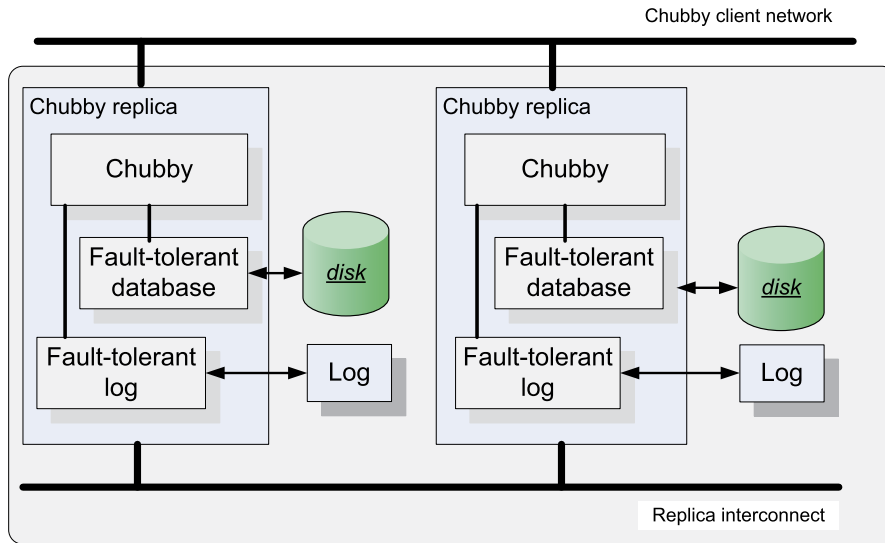 Chubby client network
Chubby replica
Chubby
Fault-tolerant
database
disk
Fault-tolerant
log
Log
Chubby replica
Chubby
Fault-tolerant
database
disk
Fault-tolerant
log
Log
Replica interconnect